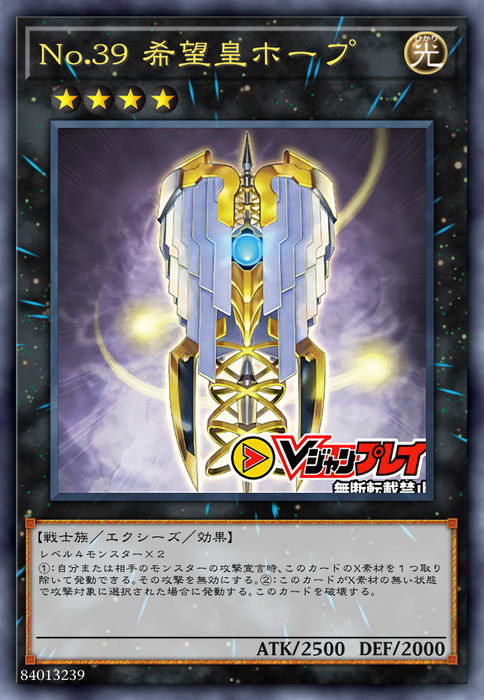 No.39 希望皇ホープ
ひかり
光
Vジャンプレイ
無断転載禁止
【戦士族／エクシーズ／効果】
レベル４モンスター×２
①：自分または相手のモンスターの攻撃宣言時、このカードのX素材を１つ取り
除いて発動できる。その攻撃を無効にする。②：このカードがX素材の無い状態
で攻撃対象に選択された場合に発動する。このカードを破壊する。
ATK/2500 DEF/2000
84013239